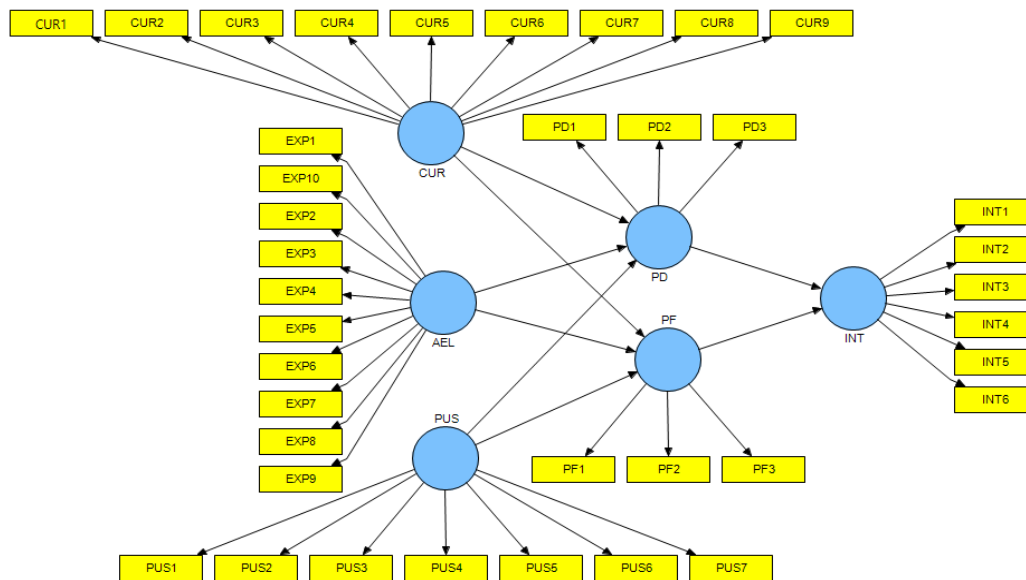 CUR1
CUR2
CUR3
CUR4
CUR5
CUR6
CUR7
CUR8
CUR9
CUR
PD1
PD2
PD3
EXP1
EXP10
EXP2
EXP3
EXP4
EXP5
EXP6
EXP7
EXP8
EXP9
AEL
PD
PF
INT1
INT2
INT3
INT4
INT5
INT6
INT
PUS
PF1
PF2
PF3
PUS1
PUS2
PUS3
PUS4
PUS5
PUS6
PUS7